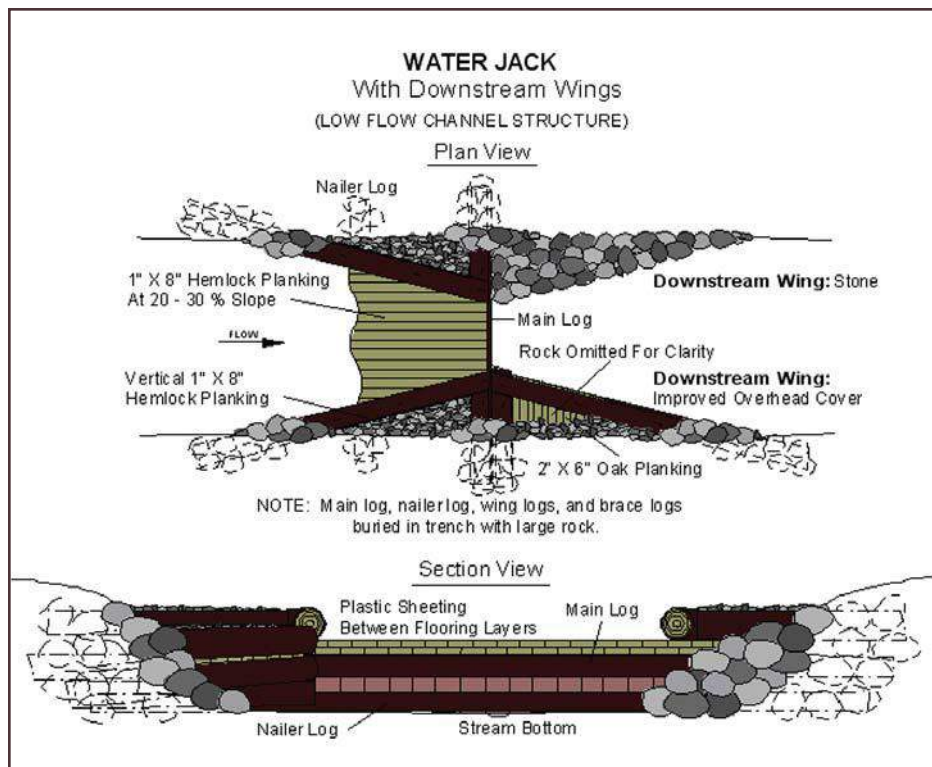 WATER JACK
With Downstream Wings
(LOW FLOW CHANNEL STRUCTURE)
Plan View
Nailer Log
1" X 8" Hemlock Planking
At 20 - 30 % Slope
Downstream Wing: Stone
Main Log
FLOW
Rock Omitted For Clarity
Vertical 1" X 8"
Hemlock Planking
Downstream Wing:
Improved Overhead Cover
2" X 6" Oak Planking
NOTE: Main log, nailer log, wing logs, and brace logs
buried in trench with large rock.
Section View
Plastic Sheeting
Between Flooring Layers
Main Log
Nailer Log
Stream Bottom